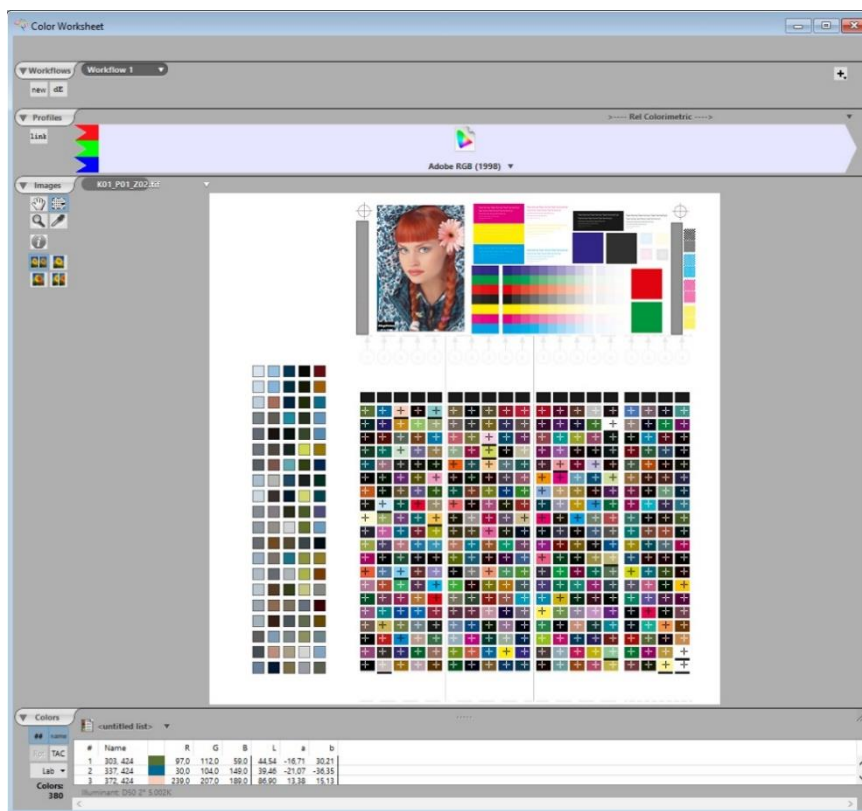 Color Worksheet
Workflows
Workflow 1
new
dE
Profiles
>---- Rel Colorimetric ---->
link
Adobe RGB (1998)
Images
K01_P01_Z02.tif
Colors
<untitled list>
## name
TAC
Lab
Colors:
380
# Name R G B L a b
1 303, 424 97,0 112,0 59,0 44,54 -16,71 30,21
2 337, 424 30,0 104,0 149,0 39,46 -21,07 -36,35
3 372, 424 239,0 207,0 189,0 86,90 13,38 15,13
Illuminant: D50 2° 5.002K